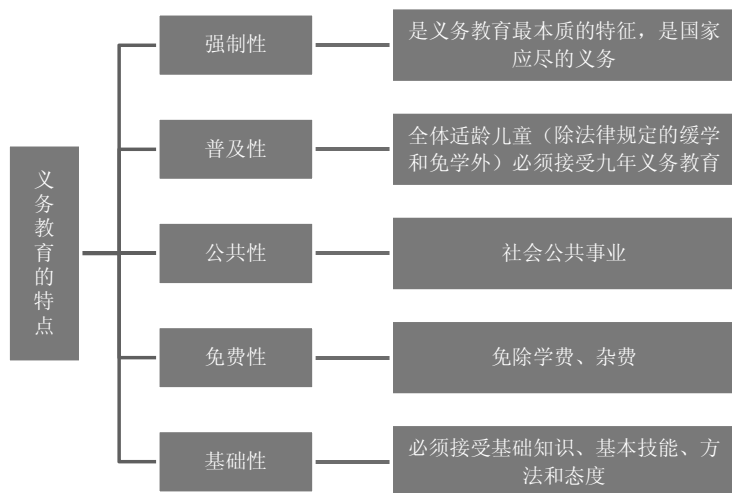 义务教育的特点
强制性
是义务教育最本质的特征，是国家
应尽的义务
普及性
全体适龄儿童（除法律规定的缓学
和免学外）必须接受九年义务教育
公共性
社会公共事业
免费性
免除学费、杂费
基础性
必须接受基础知识、基本技能、方
法和态度